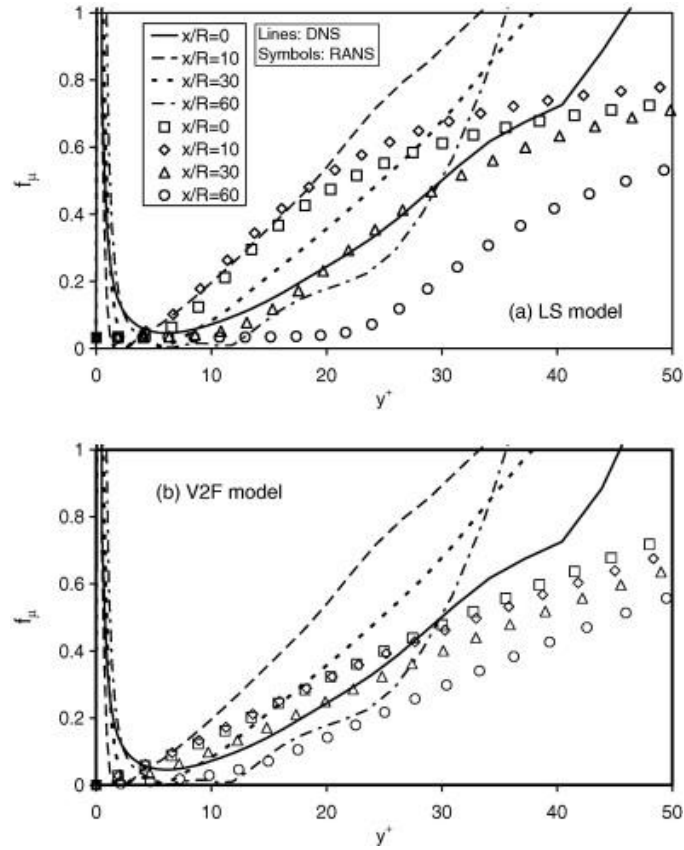 1
x/R=0
x/R=10
x/R=30
x/R=60
x/R=0
x/R=10
x/R=30
x/R=60
Lines: DNS
Symbols: RANS
0.8
0.6
fμ
0.4
0.2
(a) LS model
0
0 10 20 30 40 50
y+
1
(b) V2F model
0.8
0.6
fμ
0.4
0.2
0
0 10 20 30 40 50
y+